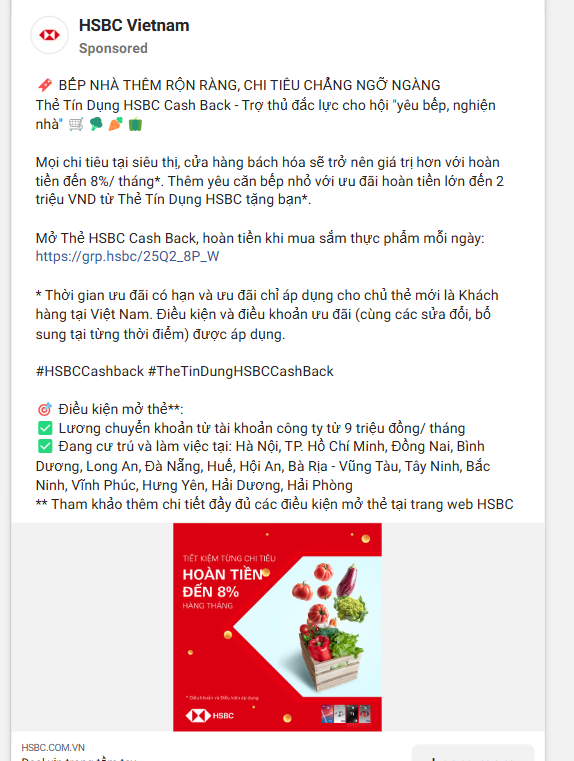 HSBC Vietnam
Sponsored
BẾP NHÀ THÊM RỘN RÀNG, CHI TIÊU CHẲNG NGỠ NGÀNG
Thẻ Tín Dụng HSBC Cash Back - Trợ thủ đắc lực cho hội "yêu bếp, nghiện
nhà"
Mọi chi tiêu tại siêu thị, cửa hàng bách hóa sẽ trở nên giá trị hơn với hoàn
tiền đến 8%/ tháng*. Thêm yêu căn bếp nhỏ với ưu đãi hoàn tiền lớn đến 2
triệu VND từ Thẻ Tín Dụng HSBC tặng bạn*.
Mở Thẻ HSBC Cash Back, hoàn tiền khi mua sắm thực phẩm mỗi ngày:
https://grp.hsbc/25Q2_8P_W
* Thời gian ưu đãi có hạn và ưu đãi chỉ áp dụng cho chủ thẻ mới là Khách
hàng tại Việt Nam. Điều kiện và điều khoản ưu đãi (cùng các sửa đổi, bổ
sung tại từng thời điểm) được áp dụng.
#HSBCCashback #TheTinDungHSBCCashBack
Điều kiện mở thẻ**:
Lương chuyển khoản từ tài khoản công ty từ 9 triệu đồng/ tháng
Đang cư trú và làm việc tại: Hà Nội, TP. Hồ Chí Minh, Đồng Nai, Bình
Dương, Long An, Đà Nẵng, Huế, Hội An, Bà Rịa - Vũng Tàu, Tây Ninh, Bắc
Ninh, Vĩnh Phúc, Hưng Yên, Hải Dương, Hải Phòng
** Tham khảo thêm chi tiết đầy đủ các điều kiện mở thẻ tại trang web HSBC
TIẾT KIỆM TỪNG CHI TIÊU
HOÀN TIỀN
ĐẾN 8%
HÀNG THÁNG
* Điều khoản và Điều kiện áp dụng
HSBC
HSBC.COM.VN